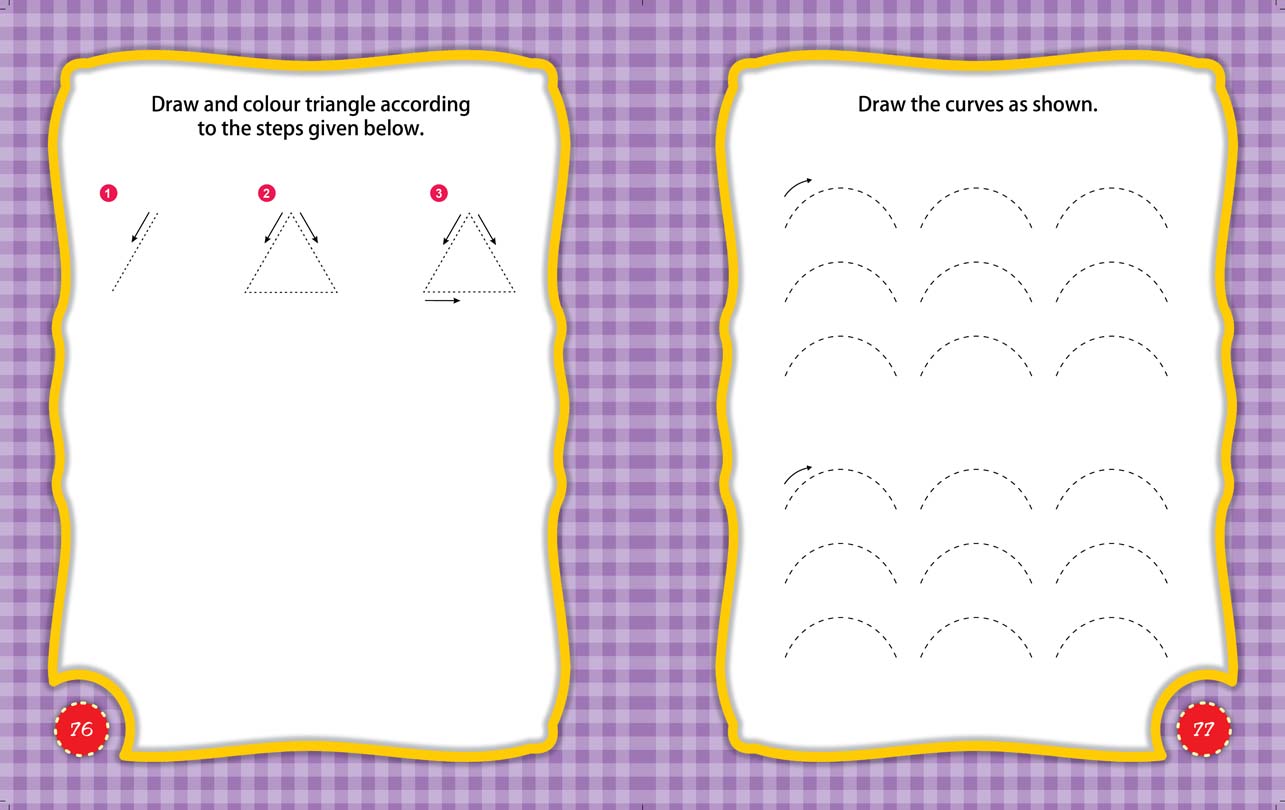 Draw and colour triangle according
to the steps given below.
1
2
3
76
Draw the curves as shown.
77